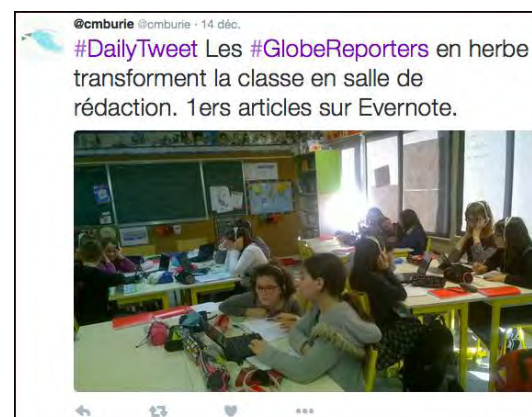 @cmburie @cmburie · 14 déc.
#DailyTweet Les #GlobeReporters en herbe
transforment la classe en salle de
rédaction. 1ers articles sur Evernote.